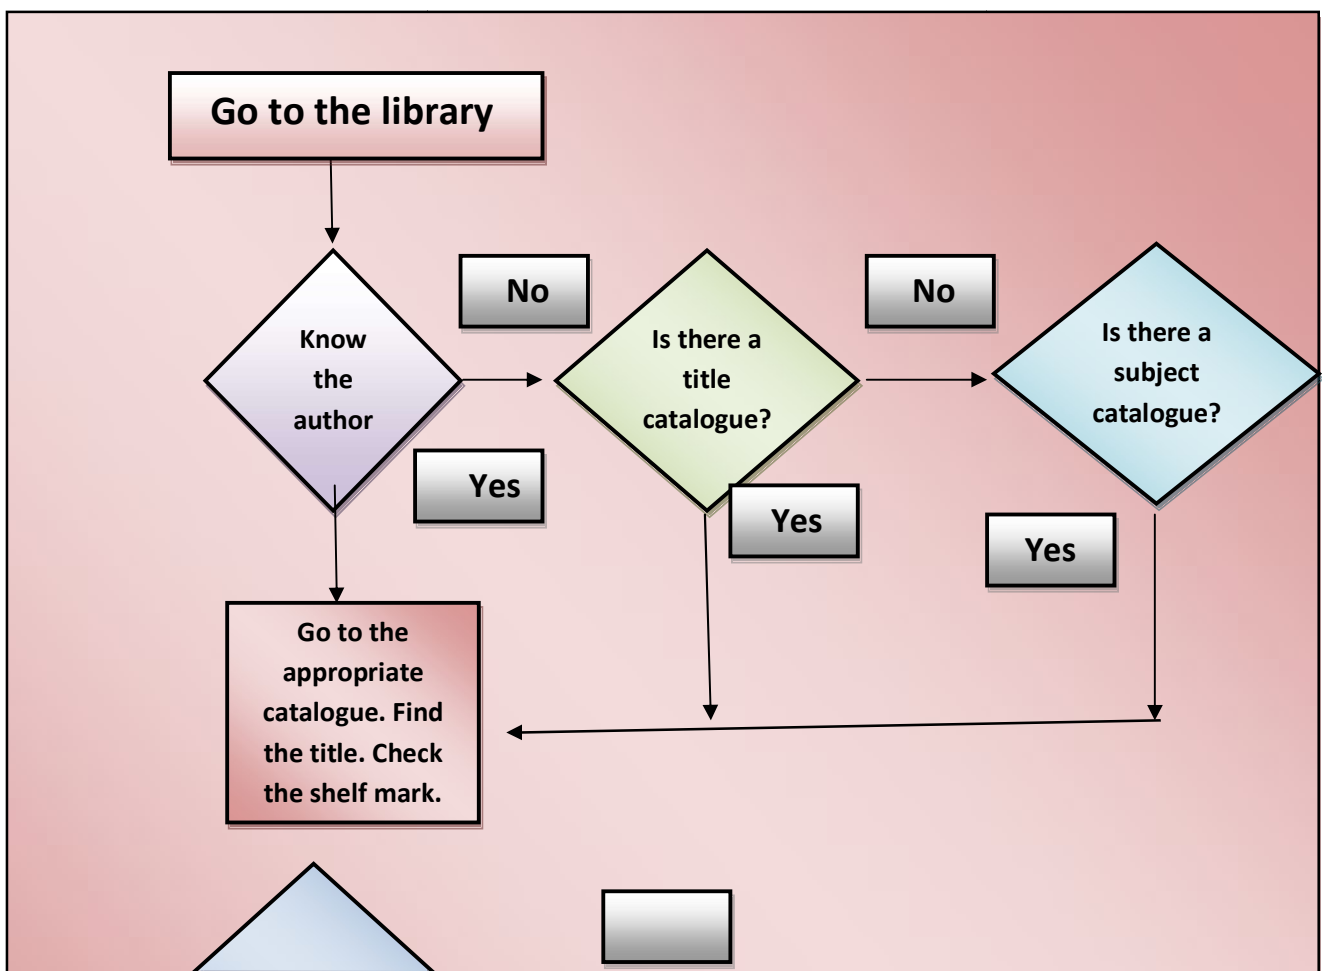 Go to the library
No
No
Know
the
author
Is there a
title
catalogue?
Is there a
subject
catalogue?
Yes
Yes
Yes
Go to the
appropriate
catalogue. Find
the title. Check
the shelf mark.